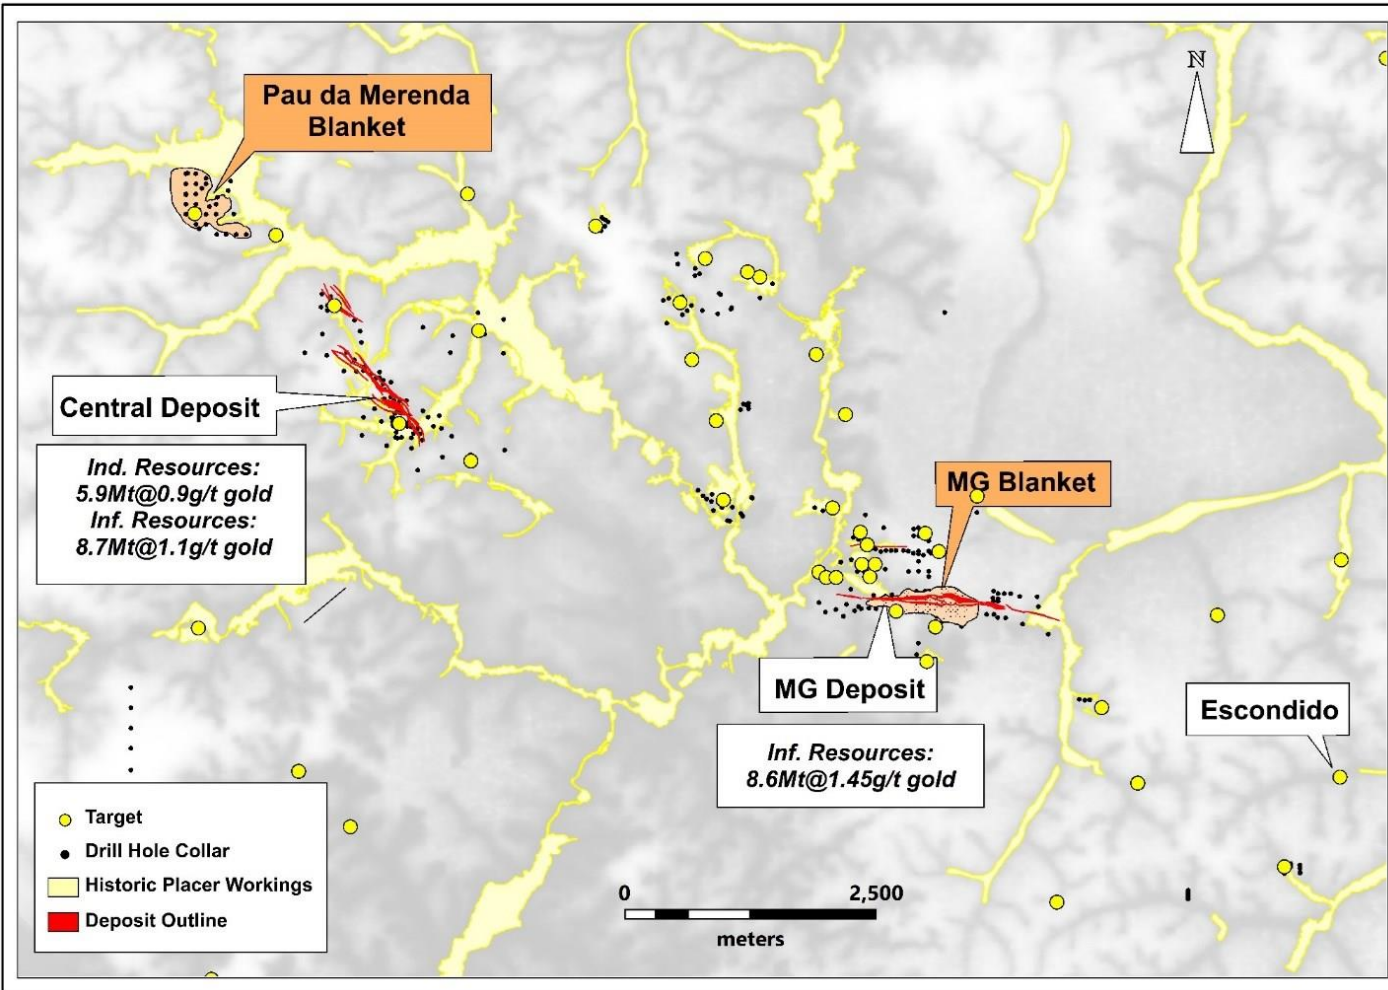 N
Pau da Merenda
Blanket
Central Deposit
Ind. Resources:
5.9Mt@0.9g/t gold
Inf. Resources:
8.7Mt@1.1g/t gold
MG Blanket
MG Deposit
Inf. Resources:
8.6Mt@1.45g/t gold
Escondido
Target
Drill Hole Collar
Historic Placer Workings
Deposit Outline
0 2,500
meters